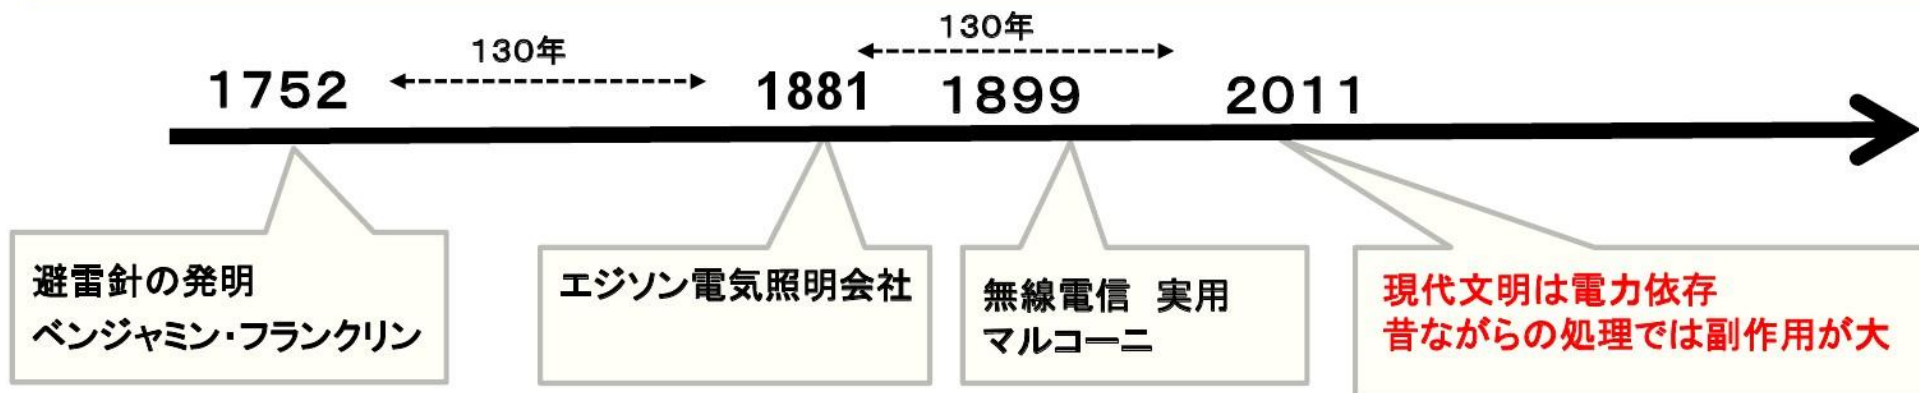 130年
130年
1752
1881
1899
2011
避雷針の発明
ベンジャミン・フランクリン
エジソン電気照明会社
無線電信　実用
マルコーニ
現代文明は電力依存
昔ながらの処理では副作用が大